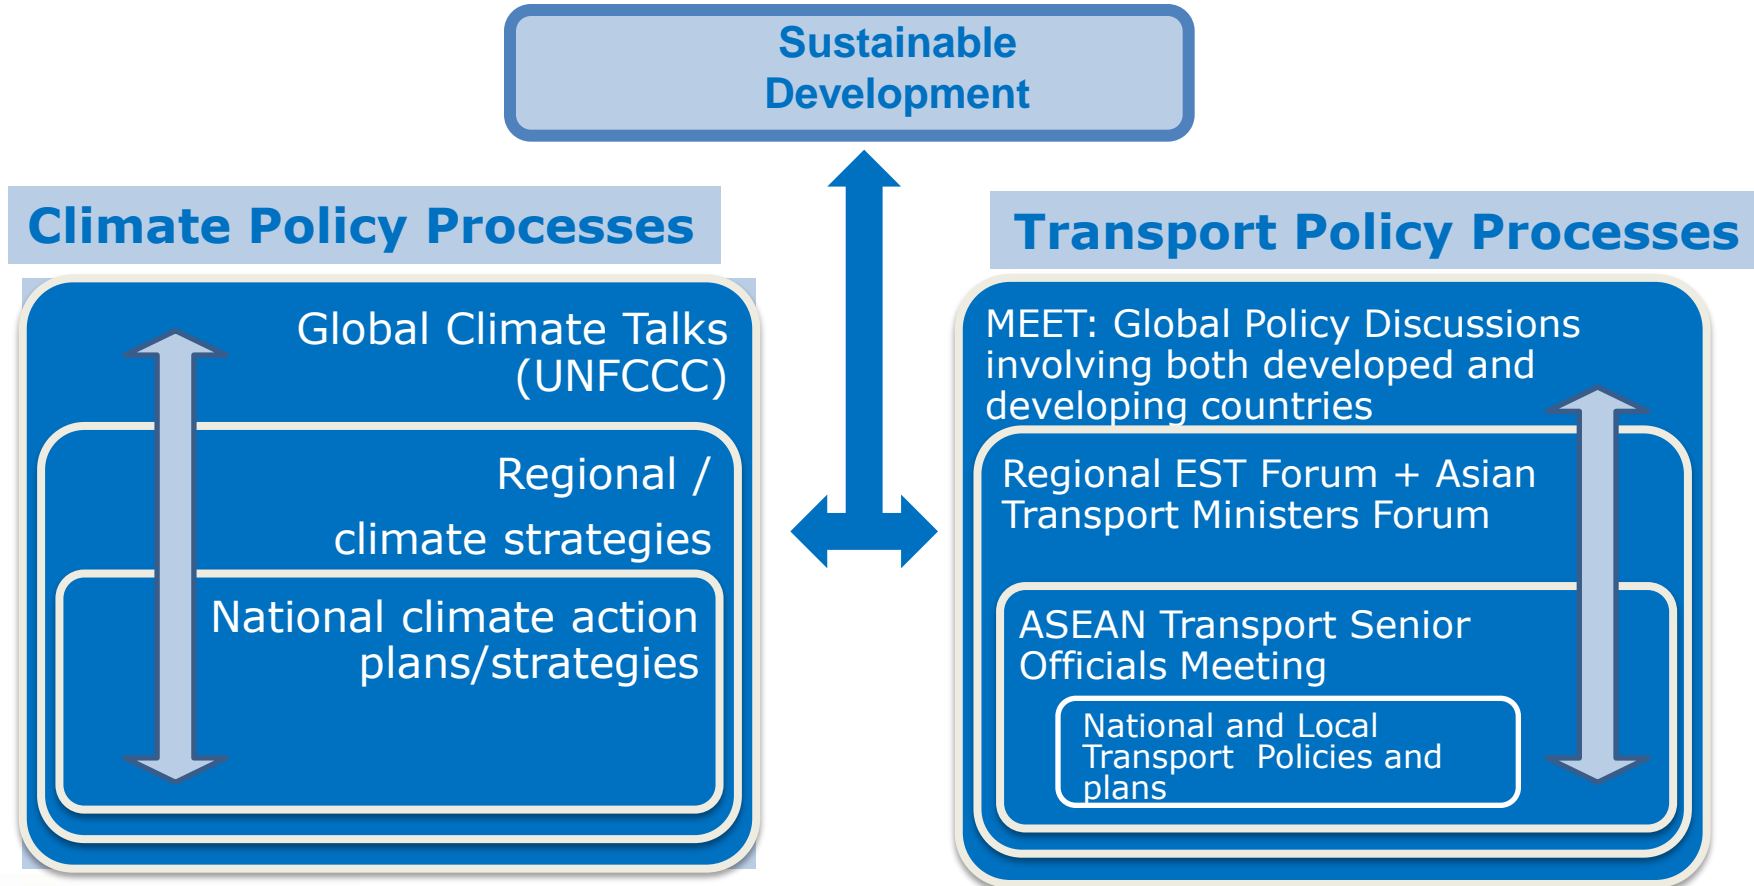 Sustainable
Development
Climate Policy Processes
Global Climate Talks
(UNFCCC)
Regional /
climate strategies
National climate action
plans/strategies
Transport Policy Processes
MEET: Global Policy Discussions
involving both developed and
developing countries
Regional EST Forum + Asian
Transport Ministers Forum
ASEAN Transport Senior
Officials Meeting
National and Local
Transport  Policies and
plans